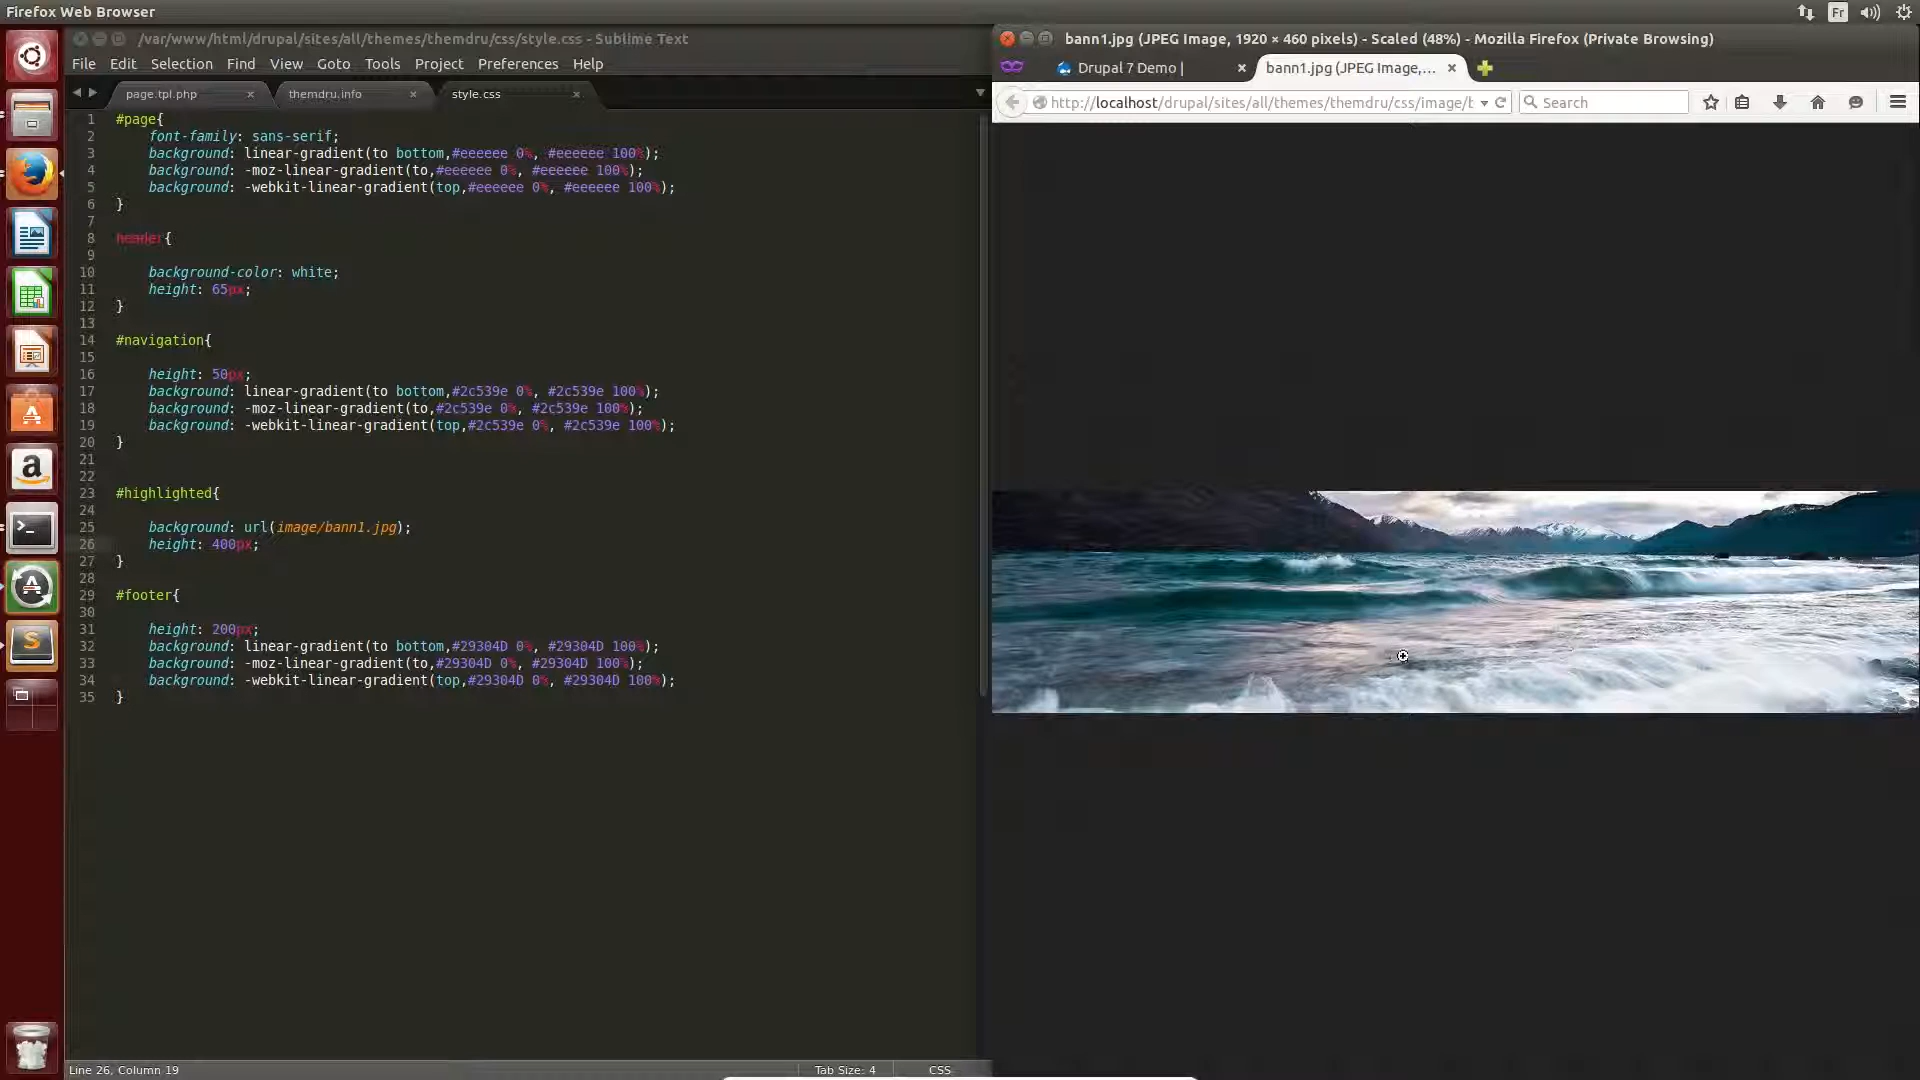 Firefox Web Browser
Fr
/var/www/html/drupal/sites/all/themes/themdru/css/style.css - Sublime Text
File Edit Selection Find View Goto Tools Project Preferences Help
page.tpl.php × themdru.info × style.css ×
1 #page{
2 font-family: sans-serif;
3 background: linear-gradient(to bottom,#eeeeee 0%, #eeeeee 100%);
4 background: -moz-linear-gradient(to,#eeeeee 0%, #eeeeee 100%);
5 background: -webkit-linear-gradient(top,#eeeeee 0%, #eeeeee 100%);
6 }
7
8 header{
9
10 background-color: white;
11 height: 65px;
12 }
13
14 #navigation{
15
16 height: 50px;
17 background: linear-gradient(to bottom,#2c539e 0%, #2c539e 100%);
18 background: -moz-linear-gradient(to,#2c539e 0%, #2c539e 100%);
19 background: -webkit-linear-gradient(top,#2c539e 0%, #2c539e 100%);
20 }
21
22
23 #highlighted{
24
25 background: url(image/bann1.jpg);
26 height: 400px;
27 }
28
29 #footer{
30
31 height: 200px;
32 background: linear-gradient(to bottom,#29304D 0%, #29304D 100%);
33 background: -moz-linear-gradient(to,#29304D 0%, #29304D 100%);
34 background: -webkit-linear-gradient(top,#29304D 0%, #29304D 100%);
35 }
Line 26, Column 19
Tab Size: 4
CSS
bann1.jpg (JPEG Image, 1920 × 460 pixels) - Scaled (48%) - Mozilla Firefox (Private Browsing)
Drupal 7 Demo | × bann1.jpg (JPEG Image,... ×
http://localhost/drupal/sites/all/themes/themdru/css/image/b
Search